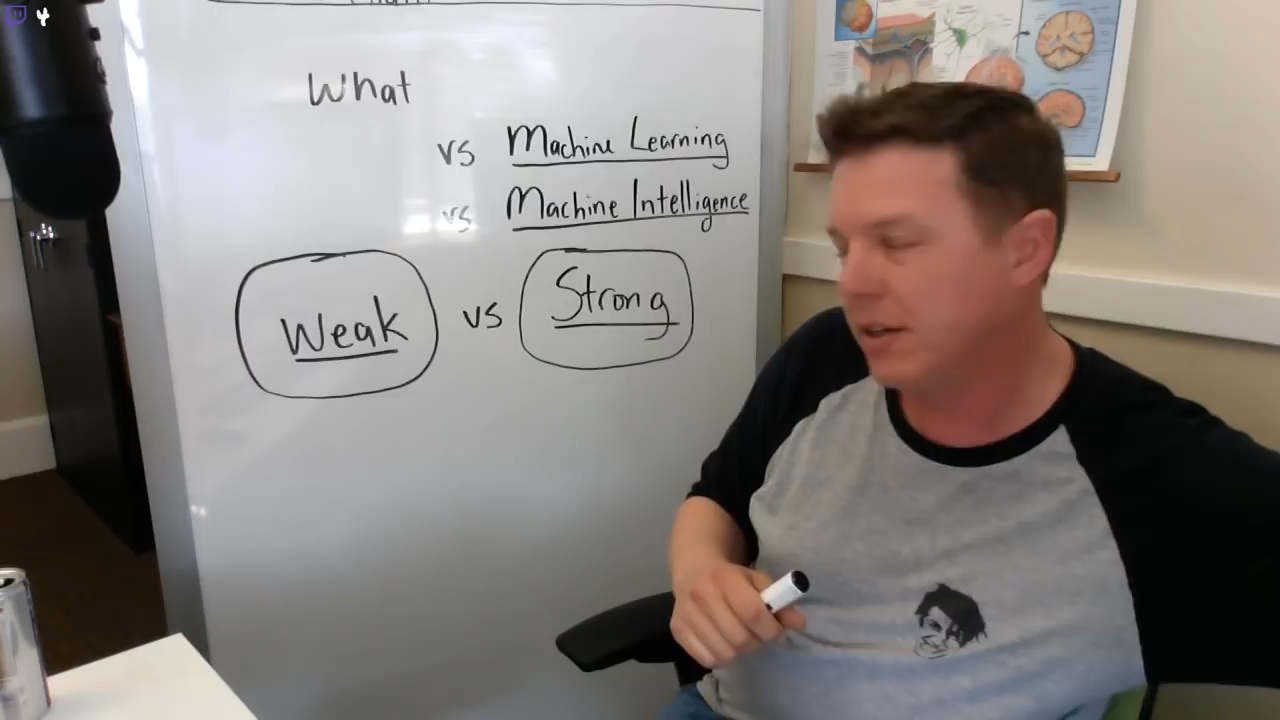 What
vs Machine Learning
vs Machine Intelligence
Weak vs Strong